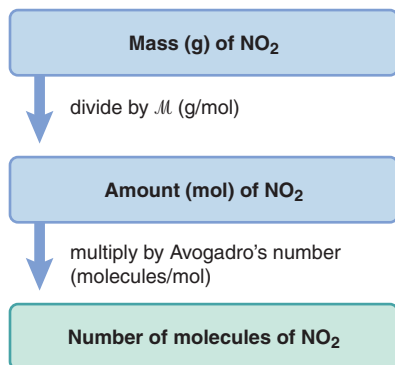 Mass (g) of NO₂
divide by ℳ (g/mol)
Amount (mol) of NO₂
multiply by Avogadro’s number
(molecules/mol)
Number of molecules of NO₂